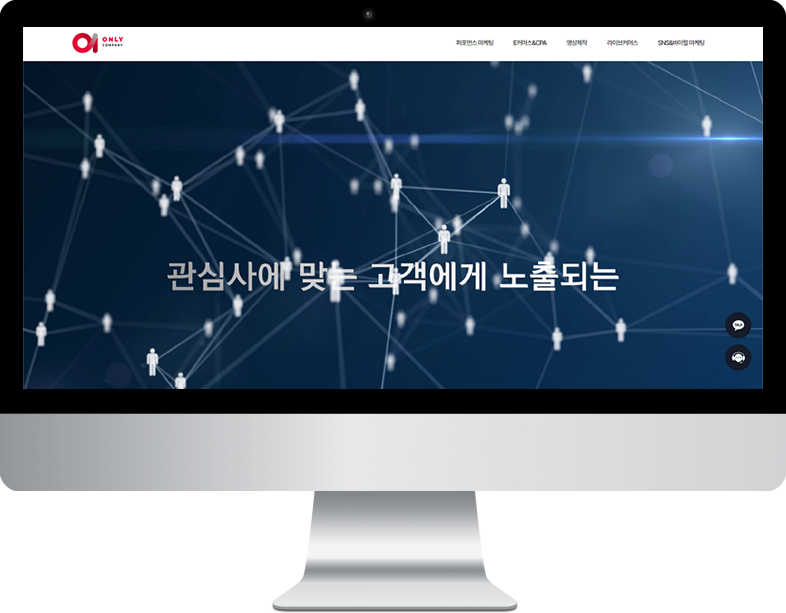 ONLY
COMPANY
퍼포먼스 마케팅
E커머스&CPA
영상제작
라이브커머스
SNS&바이럴 마케팅
관심사에 맞는 고객에게 노출되는
TALK